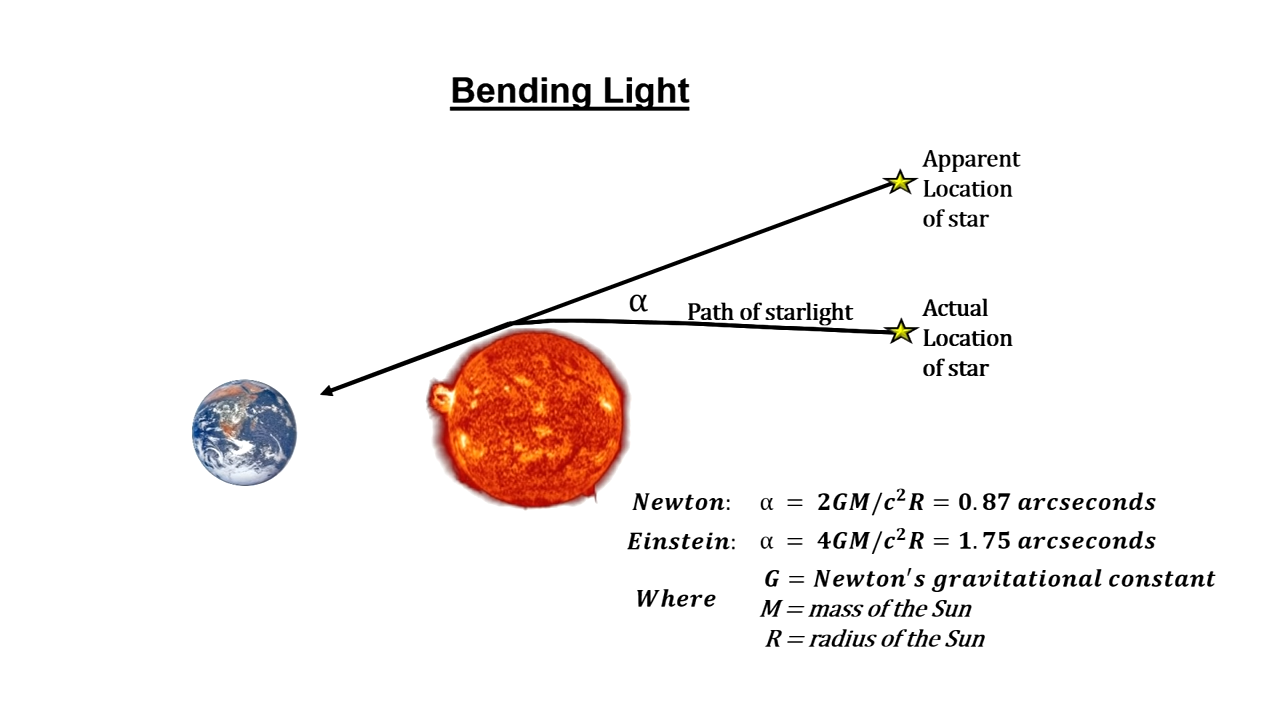 Bending Light
Apparent
Location
of star
α
Path of starlight
Actual
Location
of star
Newton: α = 2GM/c²R = 0.87 arcseconds
Einstein: α = 4GM/c²R = 1.75 arcseconds
Where
G = Newton's gravitational constant
M = mass of the Sun
R = radius of the Sun